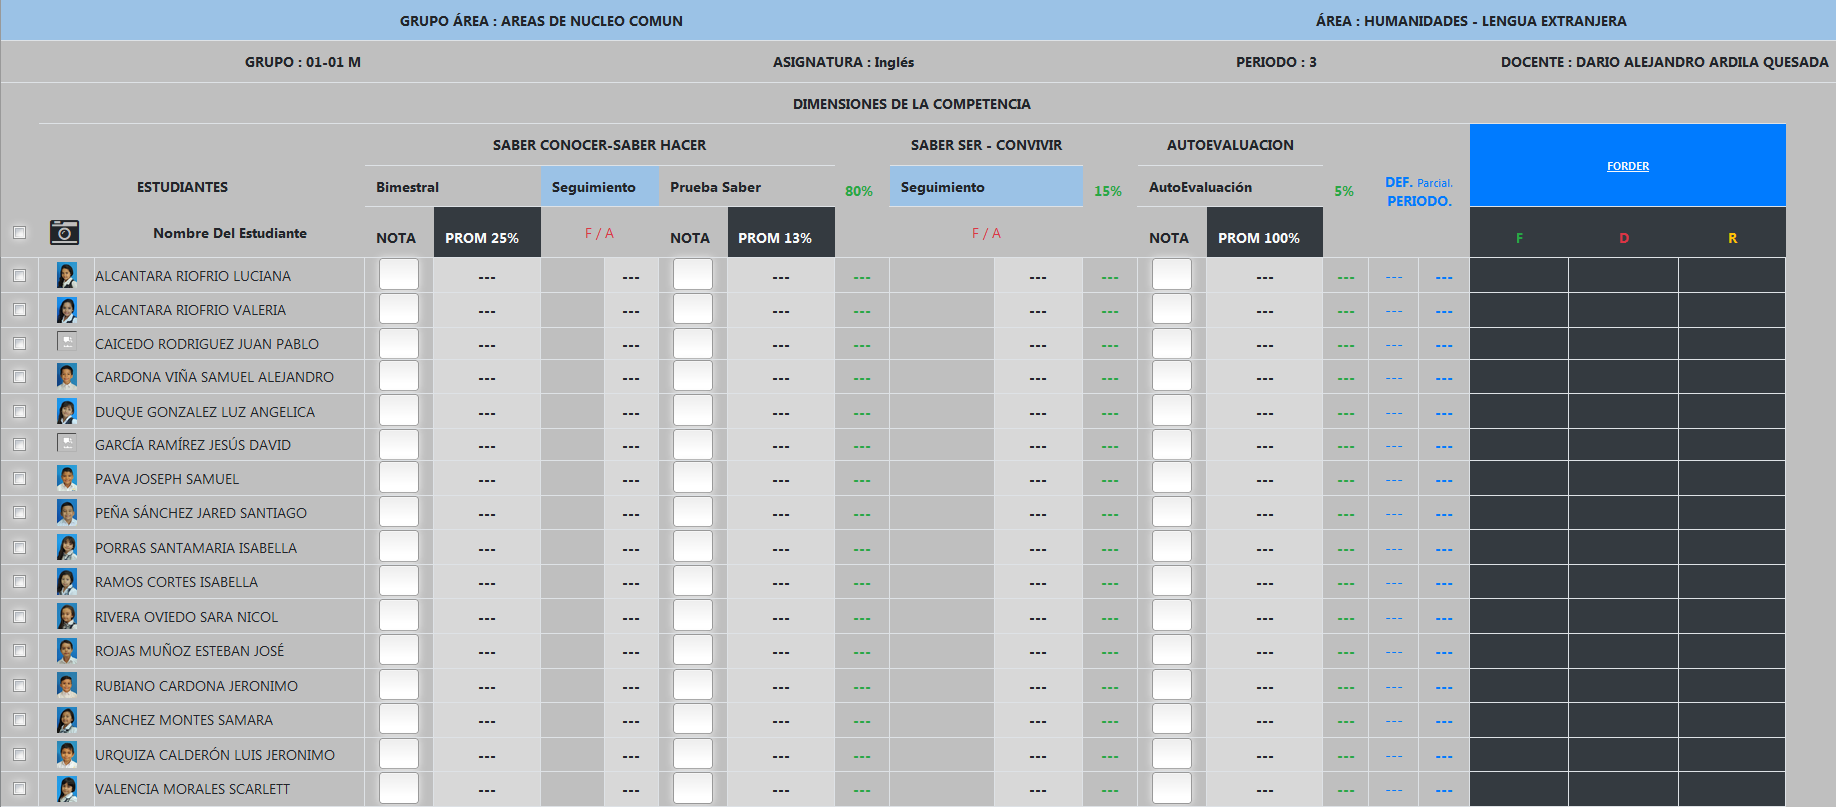 GRUPO ÁREA : AREAS DE NUCLEO COMUN ÁREA : HUMANIDADES - LENGUA EXTRANJERA
GRUPO : 01-01 M ASIGNATURA : Inglés PERIODO : 3 DOCENTE : DARIO ALEJANDRO ARDILA QUESADA
DIMENSIONES DE LA COMPETENCIA
SABER CONOCER-SABER HACER SABER SER - CONVIVIR AUTOEVALUACION
FORDER
ESTUDIANTES Bimestral Seguimiento Prueba Saber 80% Seguimiento 15% AutoEvaluación 5% DEF. Parcial. PERIODO.
Nombre Del Estudiante NOTA PROM 25% F / A NOTA PROM 13% F / A NOTA PROM 100% F D R
ALCANTARA RIOFRIO LUCIANA --- --- --- --- --- --- --- --- --- ---
ALCANTARA RIOFRIO VALERIA --- --- --- --- --- --- --- --- --- ---
CAICEDO RODRIGUEZ JUAN PABLO --- --- --- --- --- --- --- --- --- ---
CARDONA VIÑA SAMUEL ALEJANDRO --- --- --- --- --- --- --- --- --- ---
DUQUE GONZALEZ LUZ ANGELICA --- --- --- --- --- --- --- --- --- ---
GARCÍA RAMÍREZ JESÚS DAVID --- --- --- --- --- --- --- --- --- ---
PAVA JOSEPH SAMUEL --- --- --- --- --- --- --- --- --- ---
PEÑA SÁNCHEZ JARED SANTIAGO --- --- --- --- --- --- --- --- --- ---
PORRAS SANTAMARIA ISABELLA --- --- --- --- --- --- --- --- --- ---
RAMOS CORTES ISABELLA --- --- --- --- --- --- --- --- --- ---
RIVERA OVIEDO SARA NICOL --- --- --- --- --- --- --- --- --- ---
ROJAS MUÑOZ ESTEBAN JOSÉ --- --- --- --- --- --- --- --- --- ---
RUBIANO CARDONA JERONIMO --- --- --- --- --- --- --- --- --- ---
SANCHEZ MONTES SAMARA --- --- --- --- --- --- --- --- --- ---
URQUIZA CALDERÓN LUIS JERONIMO --- --- --- --- --- --- --- --- --- ---
VALENCIA MORALES SCARLETT --- --- --- --- --- --- --- --- --- ---